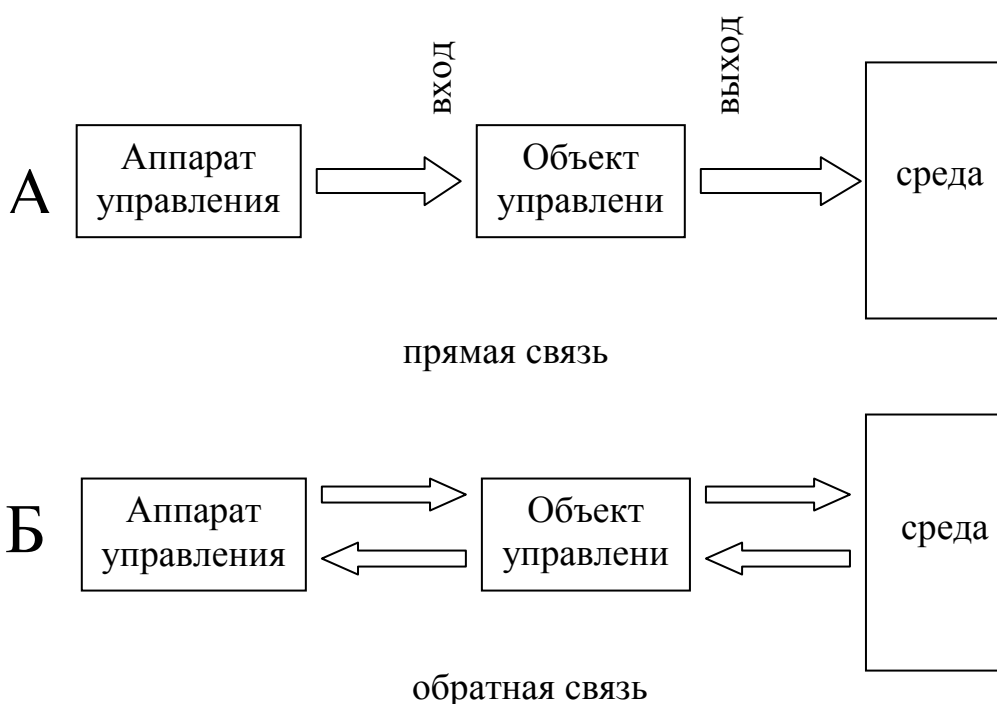 вход
выход
А
Аппарат
управления
Объект
управлени
среда
прямая связь
Б
Аппарат
управления
Объект
управлени
среда
обратная связь